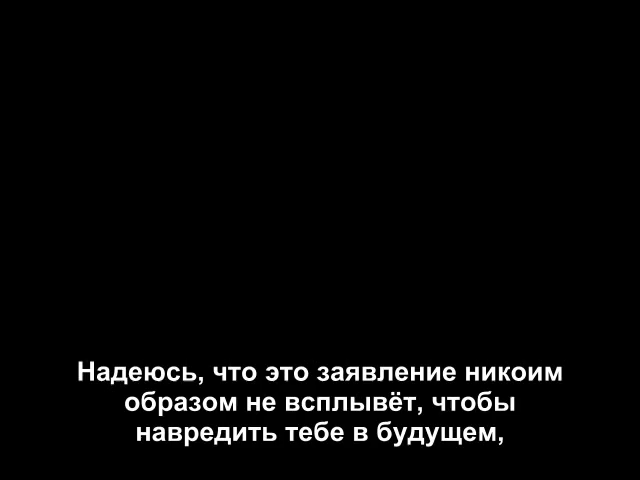 Надеюсь, что это заявление никоим
образом не всплывёт, чтобы
навредить тебе в будущем,